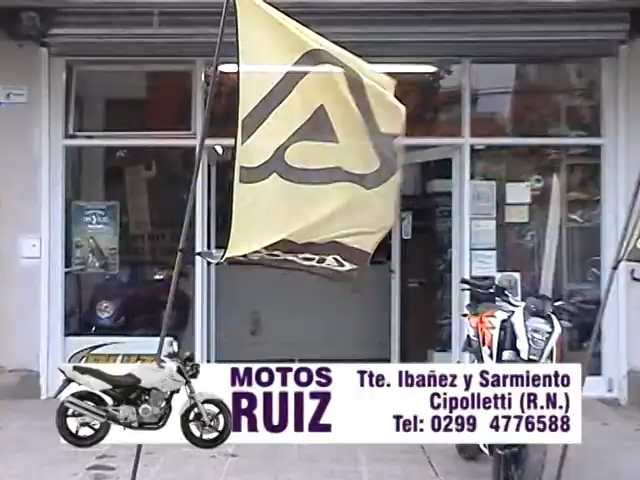 MOTOS
RUIZ
Tte. Ibañez y Sarmiento
Cipolletti (R.N.)
Tel: 0299 4776588